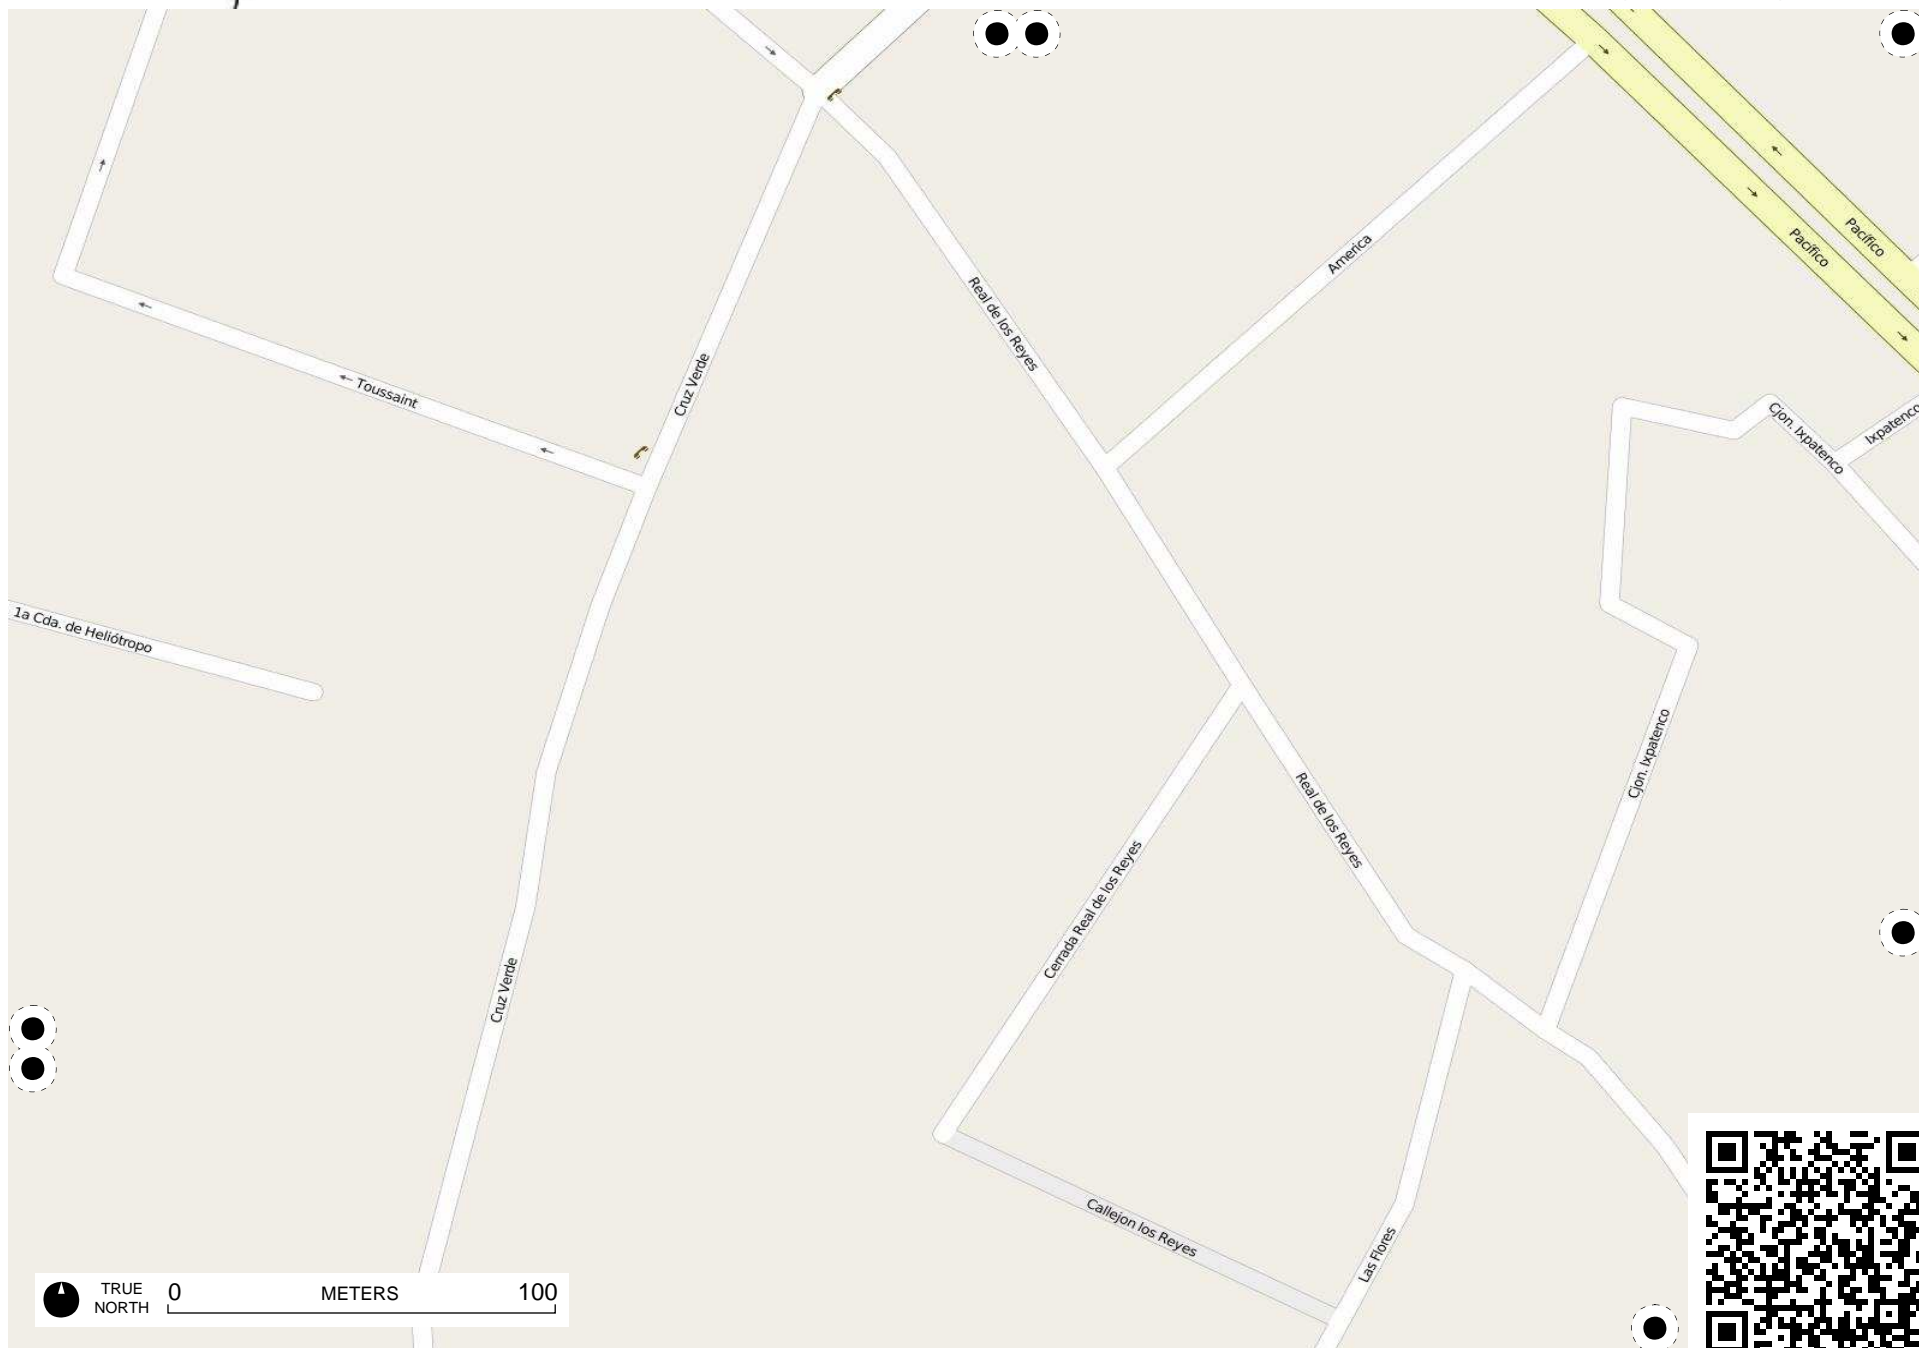 Pacífico
Pacífico
America
Real de los Reyes
Cruz Verde
Toussaint
Cjon. Ixpatenco
Ixpatenco
1a Cda. de Heliótropo
Cjon. Ixpatenco
Real de los Reyes
Cerrada Real de los Reyes
Cruz Verde
Callejon los Reyes
Las Flores
TRUE NORTH
0 METERS 100